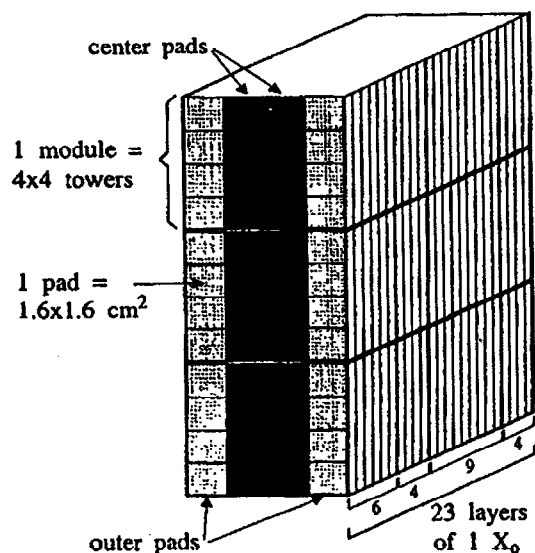 center pads
1 module =
4x4 towers
1 pad =
1.6x1.6 cm²
6 4 9 4
23 layers
of 1 X₀
outer pads